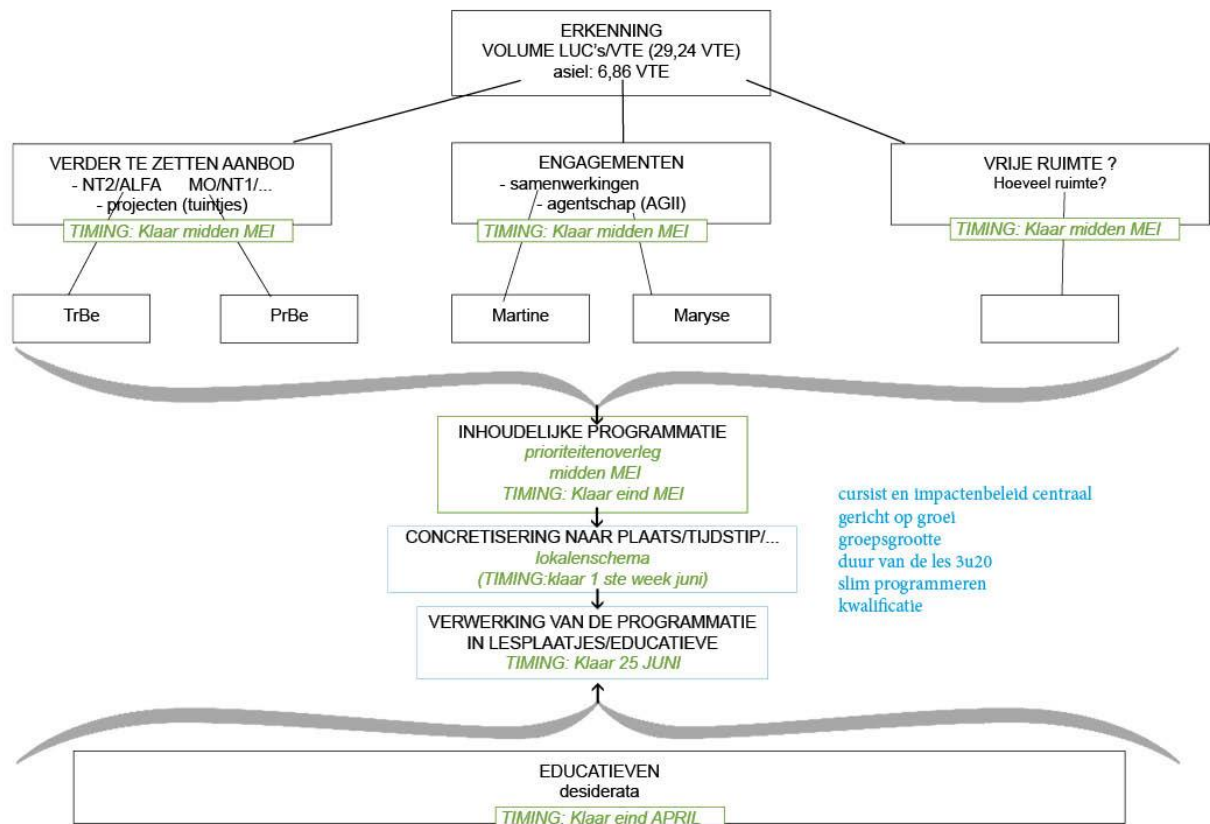 ERKENNING
VOLUME LUC's/VTE (29,24 VTE)
asiel: 6,86 VTE
VERDER TE ZETTEN AANBOD
- NT2/ALFA MO/NT1/...
- projecten (tuintjes)
TIMING: Klaar midden MEI
ENGAGEMENTEN
- samenwerkingen
- agentschap (AGII)
TIMING: Klaar midden MEI
VRIJE RUIMTE ?
Hoeveel ruimte?
TIMING: Klaar midden MEI
TrBe
PrBe
Martine
Maryse
INHOUDELIJKE PROGRAMMATIE
prioriteitenoverleg
midden MEI
TIMING: Klaar eind MEI
CONCRETISERING NAAR PLAATS/TIJDSTIP/...
lokalenschema
(TIMING:klaar 1 ste week juni)
VERWERKING VAN DE PROGRAMMATIE
IN LESPLAATJES/EDUCATIEVE
TIMING: Klaar 25 JUNI
cursist en impactenbeleid centraal
gericht op groei
groepsgrootte
duur van de les 3u20
slim programmeren
kwalificatie
EDUCATIEVEN
desiderata
TIMING: Klaar eind APRIL